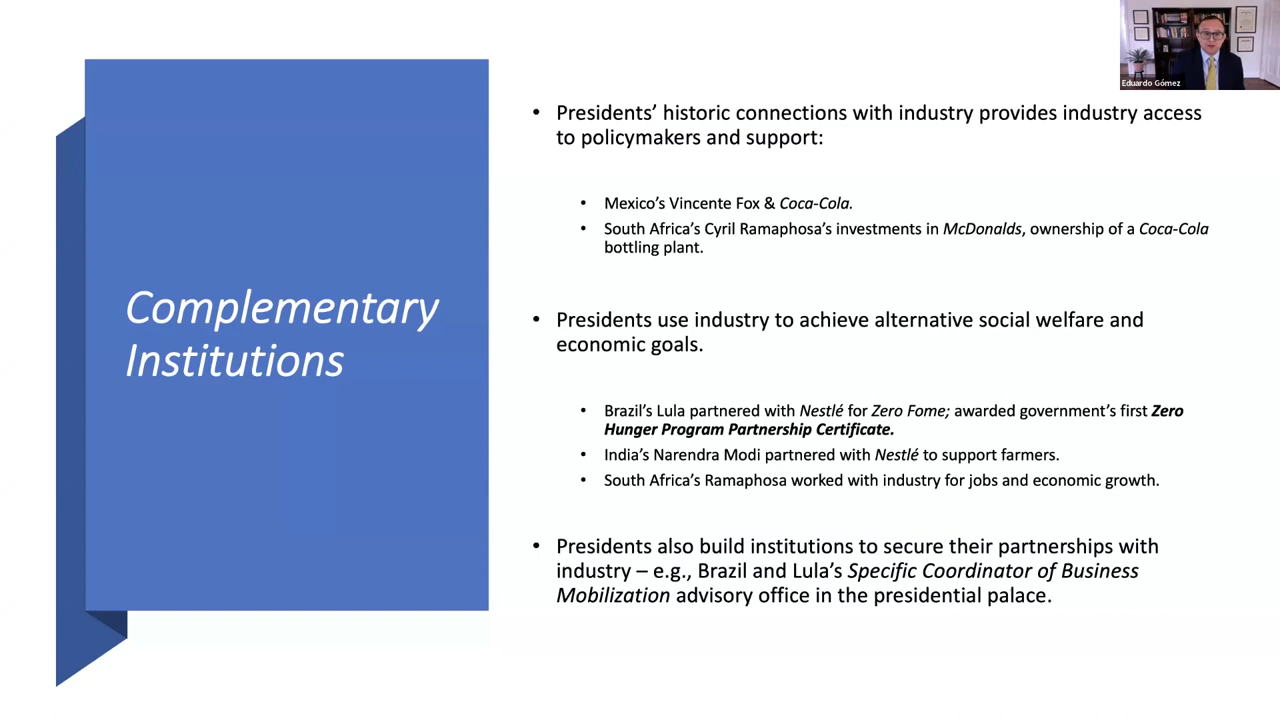 Eduardo Gómez
Complementary
Institutions
• Presidents’ historic connections with industry provides industry access
to policymakers and support:
• Mexico’s Vincente Fox & Coca-Cola.
• South Africa’s Cyril Ramaphosa’s investments in McDonalds, ownership of a Coca-Cola
bottling plant.
• Presidents use industry to achieve alternative social welfare and
economic goals.
• Brazil’s Lula partnered with Nestlé for Zero Fome; awarded government’s first Zero
Hunger Program Partnership Certificate.
• India’s Narendra Modi partnered with Nestlé to support farmers.
• South Africa’s Ramaphosa worked with industry for jobs and economic growth.
• Presidents also build institutions to secure their partnerships with
industry – e.g., Brazil and Lula’s Specific Coordinator of Business
Mobilization advisory office in the presidential palace.